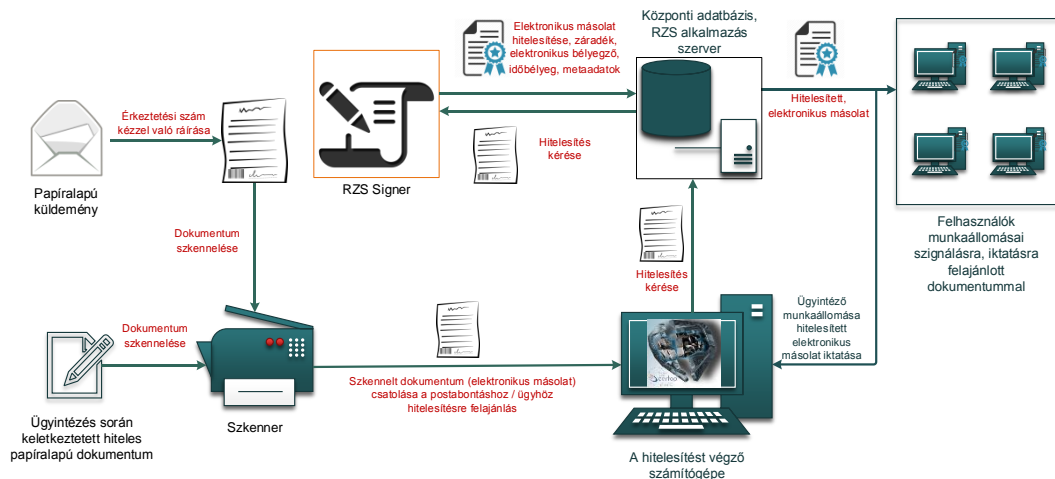 Érkeztetési szám
kézzel való ráírása
Papíralapú
küldemény
RZS Signer
Elektronikus másolat
hitelesítése, záradék,
elektronikus bélyegző,
időbélyeg, metaadatok
Hitelesítés
kérése
Központi adatbázis,
RZS alkalmazás
szerver
Hitelesített,
elektronikus másolat
Felhasználók
munkaállomásai
szignálásra, iktatásra
felajánlott
dokumentummal
Dokumentum
szkennelése
Hitelesítés
kérése
Ügyintéző
munkaállomása
hitelesített
elektronikus
másolat iktatása
Dokumentum
szkennelése
Ügyintézés során
keletkeztetett hiteles
papíralapú dokumentum
Szkenner
Szkennelt dokumentum (elektronikus másolat)
csatolása a postabontáshoz / ügyhöz
hitelesítésre felajánlás
A hitelesítést végző
számítógépe